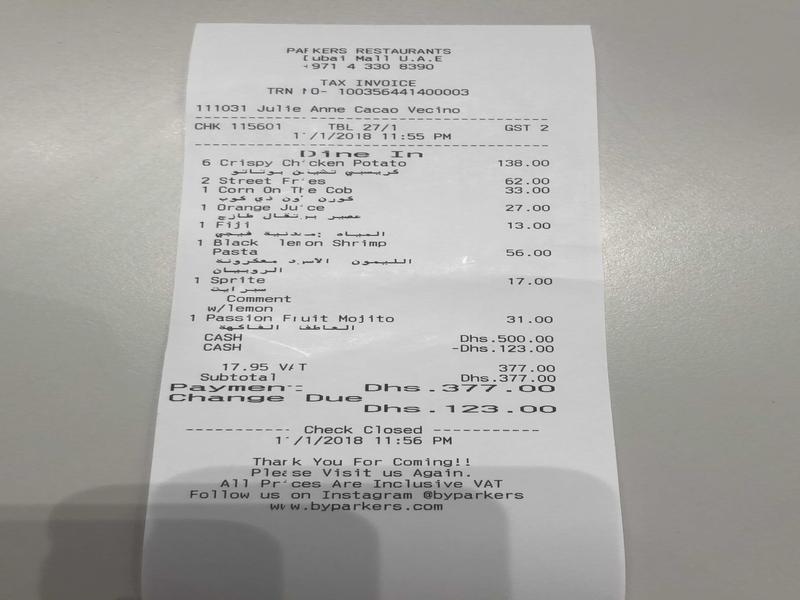 PARKERS RESTAURANTS
Dubai Mall U.A.E
+971 4 330 8390
TAX INVOICE
TRN NO- 100356441400003
111031 Julie Anne Cacao Vecino
CHK 115601 TBL 27/1 GST 2
11/1/2018 11:55 PM
Dine In
6 Crispy Chicken Potato 138.00
كريسبي تشيكن بوتاتو
2 Street Fries 62.00
1 Corn On The Cob 33.00
كورن اون ذي كوب
1 Orange Juice 27.00
عصير برتقال طازج
1 Fiji 13.00
المياه معدنية فيجي
1 Black lemon Shrimp
Pasta 56.00
الليمون الاسود معكرونة
الروبيان
1 Sprite 17.00
سبرايت
Comment
w/lemon
1 Passion Fruit Mojito 31.00
العاطف الفاكهة
CASH Dhs.500.00
CASH -Dhs.123.00
17.95 VAT 377.00
Subtotal Dhs.377.00
Payment: Dhs.377.00
Change Due
Dhs.123.00
----------- Check Closed -----------
11/1/2018 11:56 PM
Thank You For Coming!!
Please Visit us Again.
All Prices Are Inclusive VAT
Follow us on Instagram @byparkers
www.byparkers.com